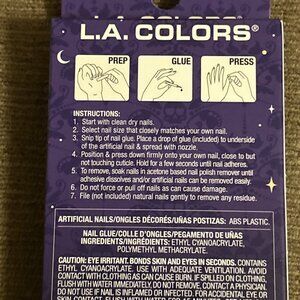 L.A. COLORS®
PREP
GLUE
PRESS
INSTRUCTIONS:
1. Start with clean dry nails.
2. Select nail size that closely matches your own nail.
3. Snip tip of nail glue. Place a drop of glue (included) to underside
of the artificial nail & spread with nozzle.
4. Position & press down firmly onto your own nail, close to but
not touching cuticle. Hold for a few seconds until nail adheres.
5. To remove, soak nails in acetone based nail polish remover until
adhesive dissolves and/or artificial nails can be removed easily.
6. Do not force or pull off nails as can cause damage.
7. File (not included) natural nails gently to remove any residue.
ARTIFICIAL NAILS/ONGLES DÉCORÉS/UÑAS POSTIZAS: ABS PLASTIC.
NAIL GLUE/COLLE D'ONGLES/PEGAMENTO DE UÑAS
INGREDIENTS/INGREDIENTS: ETHYL CYANOACRYLATE,
POLYMETHYL METHACRYLATE.
CAUTION: EYE IRRITANT. BONDS SKIN AND EYES IN SECONDS. CONTAINS
ETHYL CYANOACRYLATE. USE WITH ADEQUATE VENTILATION. AVOID
CONTACT WITH CLOTHING AS CAN CAUSE BURN. IF SPILLED ON CLOTHING,
FLUSH WITH WATER IMMEDIATELY. DO NOT REMOVE, CONTACT A PHYSICIAN.
DO NOT USE IF NAIL IS INFLAMED OR INFECTED. FOR ACCIDENTAL EYE OR
SKIN CONTACT, FLUSH WITH WATER FOR